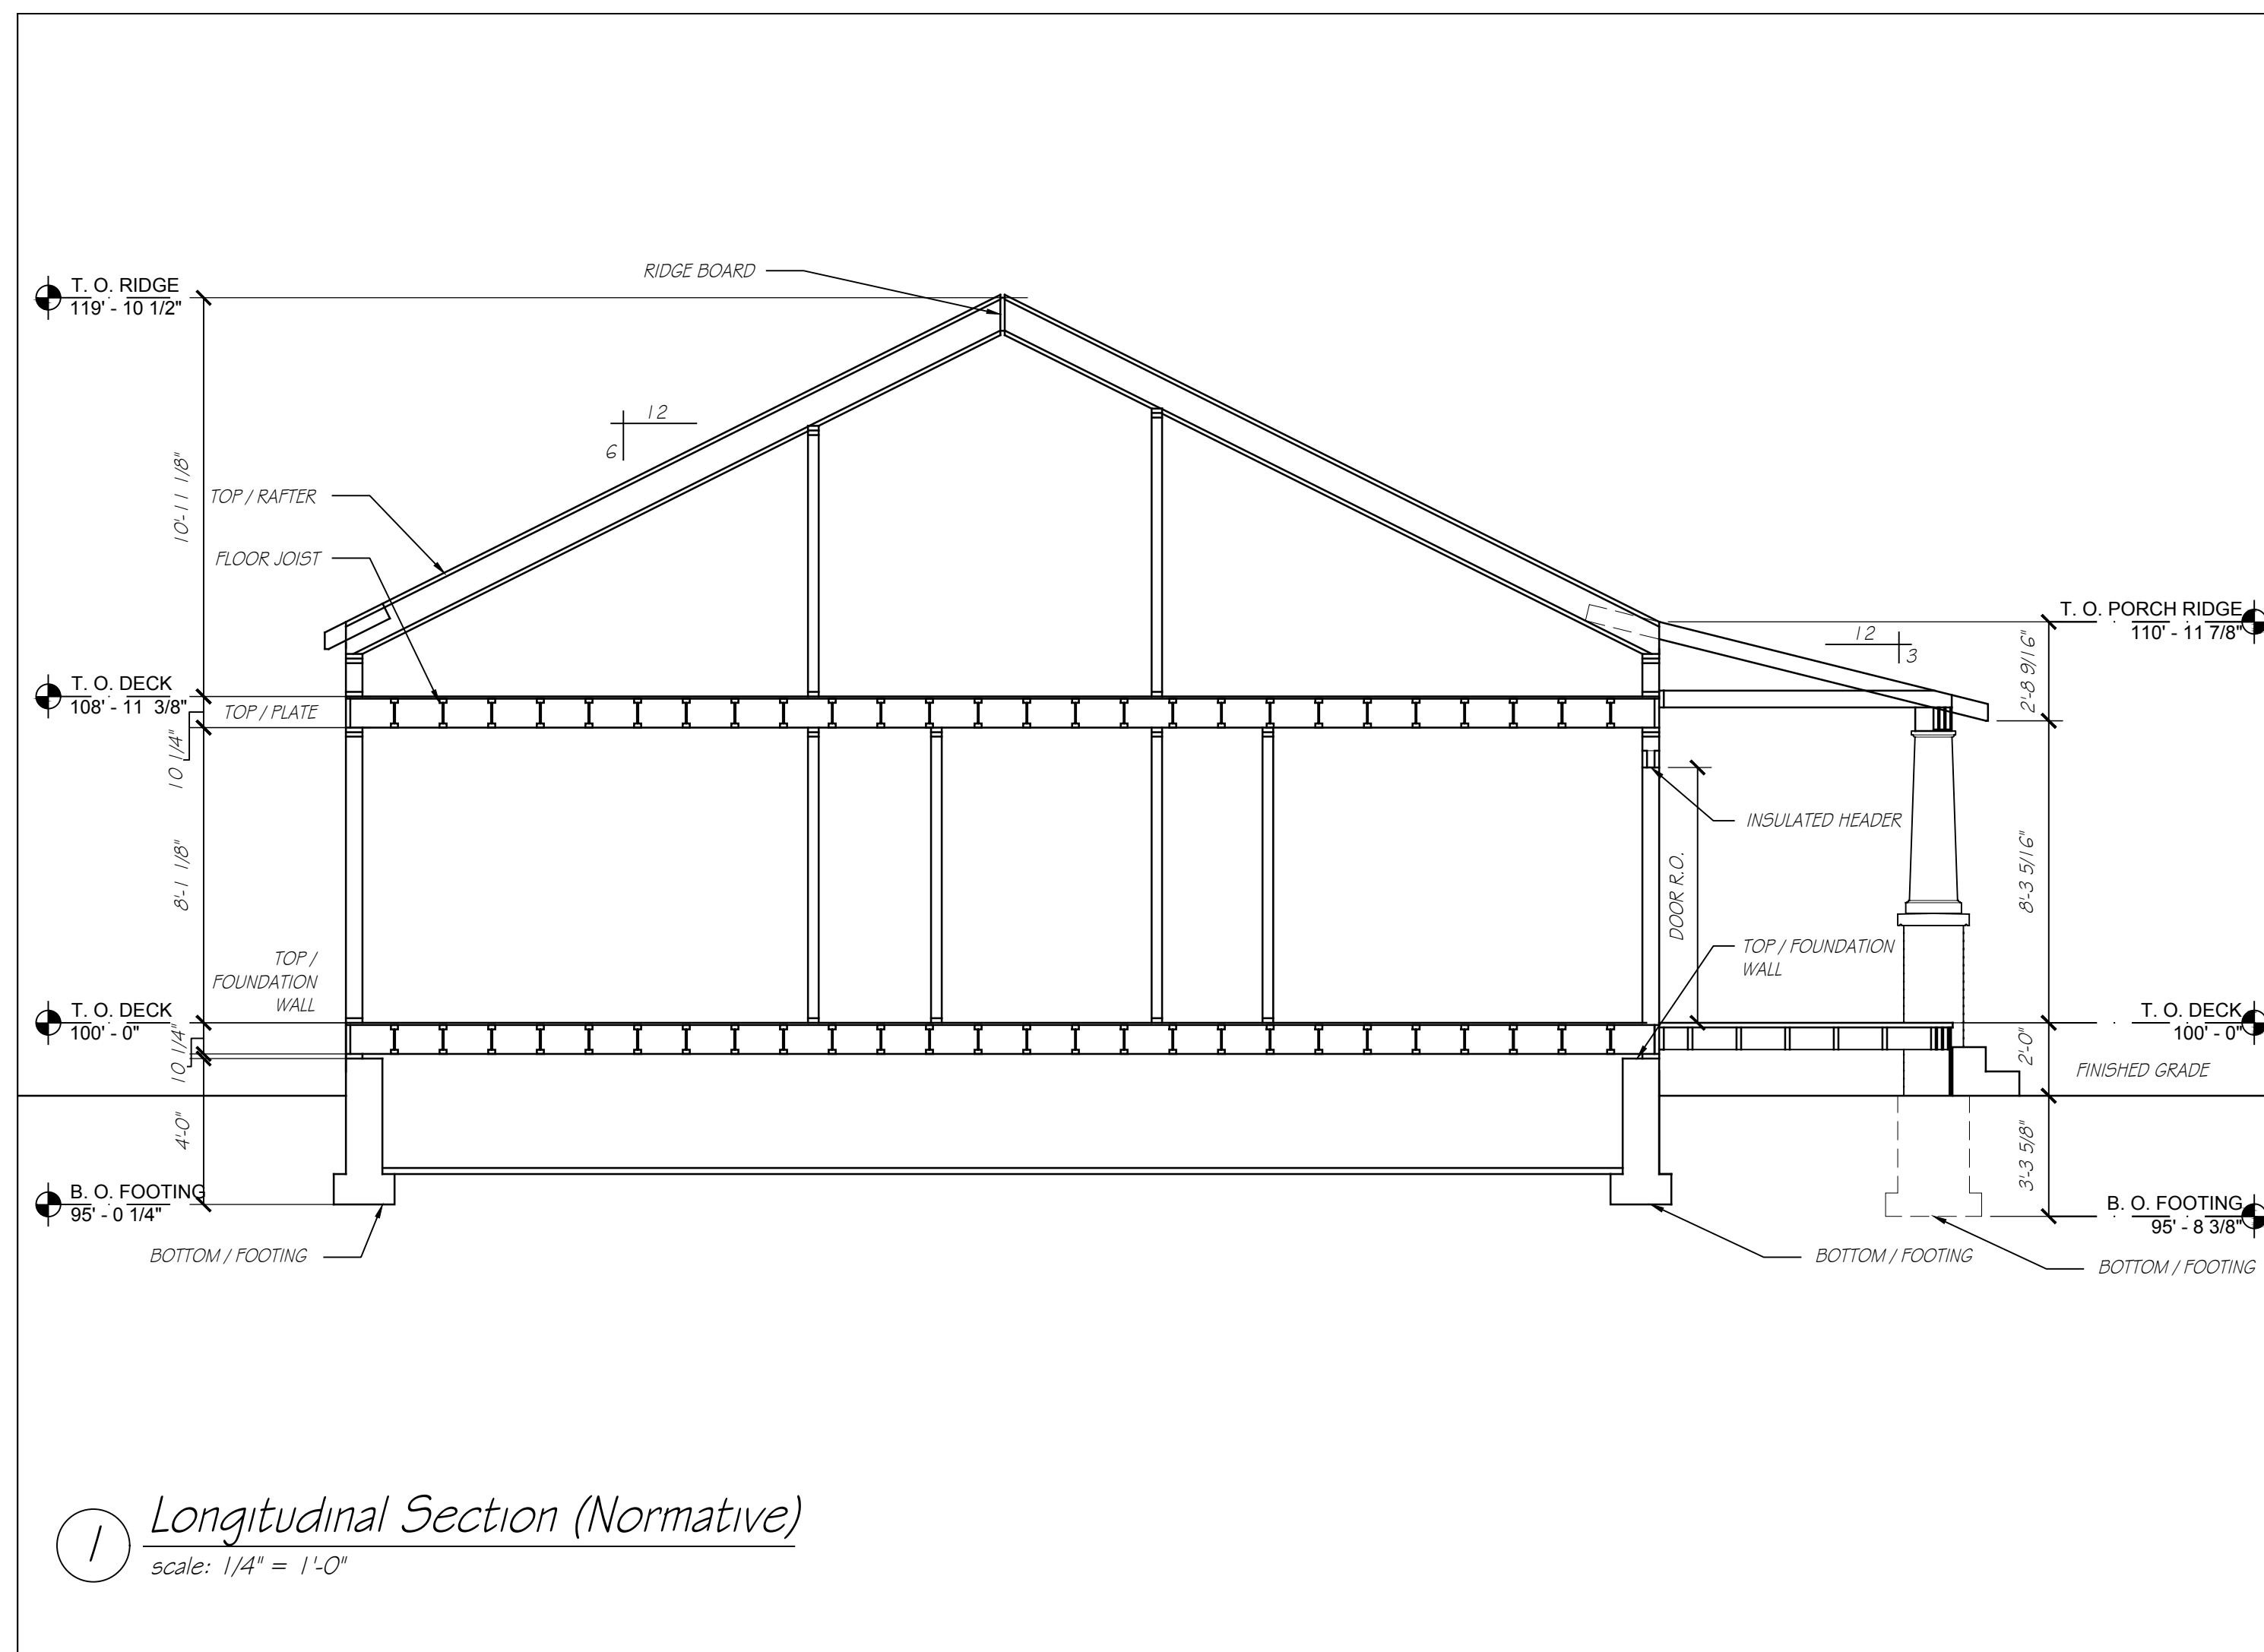 RIDGE BOARD
T. O. RIDGE
119' - 10 1/2"
12
6
10'-11 1/8"
TOP / RAFTER
FLOOR JOIST
T. O. PORCH RIDGE
110' - 11 7/8"
12
3
2'-8 9/16"
T. O. DECK
108' - 11 3/8"
TOP / PLATE
10 1/4"
INSULATED HEADER
8'-1 1/8"
DOOR R.O.
8'-3 5/16"
TOP / FOUNDATION
WALL
TOP /
FOUNDATION
WALL
T. O. DECK
100' - 0"
T. O. DECK
100' - 0"
10 1/4"
2'-0"
FINISHED GRADE
4'-0"
3'-3 5/8"
B. O. FOOTING
95' - 0 1/4"
B. O. FOOTING
95' - 8 3/8"
BOTTOM / FOOTING
BOTTOM / FOOTING
BOTTOM / FOOTING
1
Longitudinal Section (Normative)
scale: 1/4" = 1'-0"